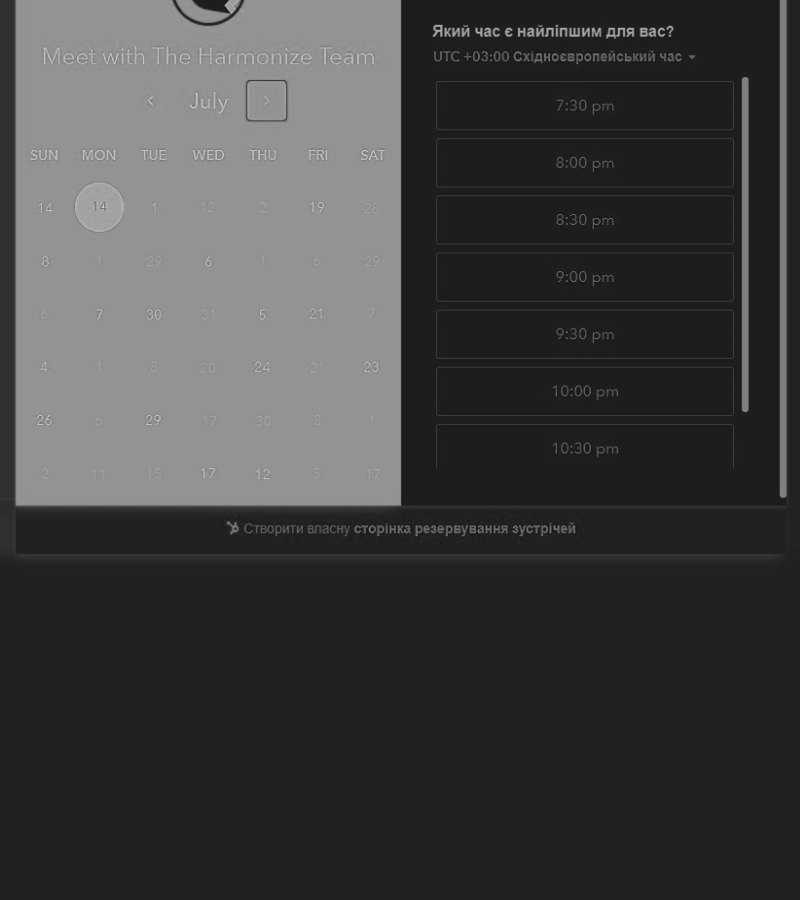 Meet with The Harmonize Team
July
SUN MON TUE WED THU FRI SAT
14 14 1 12 2 19 28
8 1 29 6 1 6 29
6 7 30 31 5 21 7
4 1 8 20 24 21 23
26 6 29 17 30 8 1
2 11 15 17 12 5 17
Який час є найліпшим для вас?
UTC +03:00 Східноєвропейський час
7:30 pm
8:00 pm
8:30 pm
9:00 pm
9:30 pm
10:00 pm
10:30 pm
Створити власну сторінка резервування зустрічей